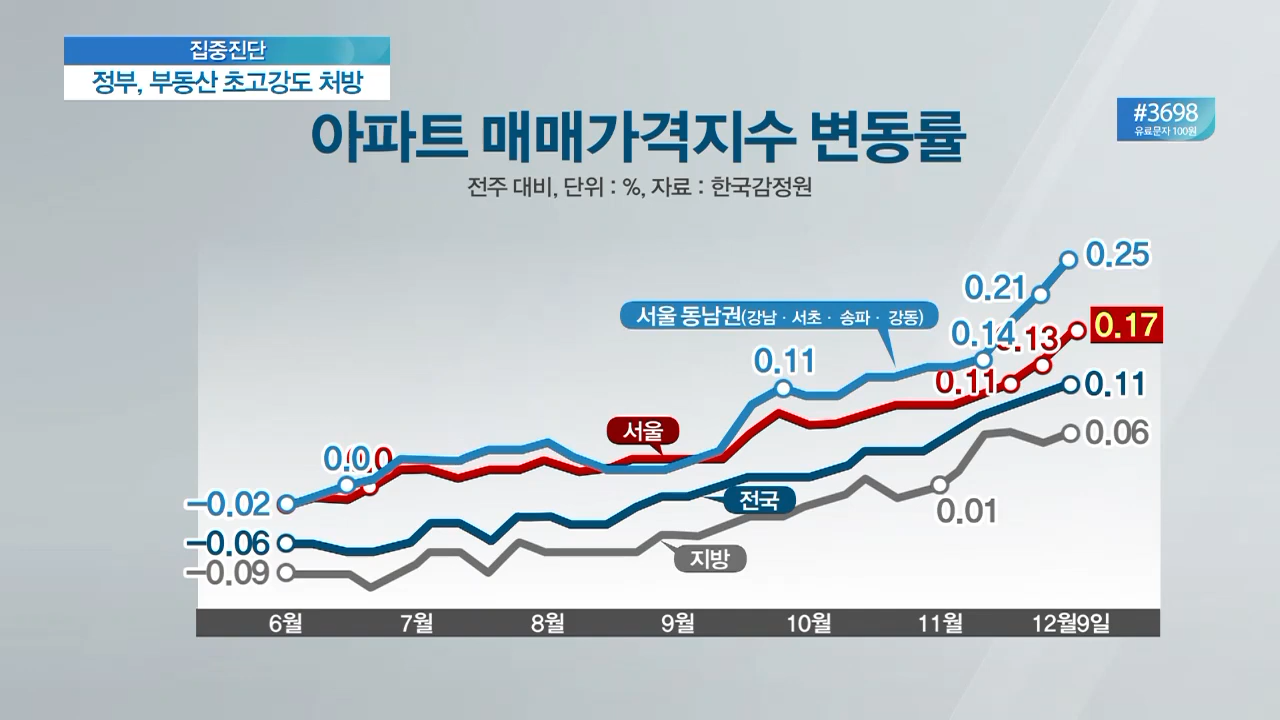 집중진단
정부, 부동산 초고강도 처방
#3698
유료문자 100원
아파트 매매가격지수 변동률
전주 대비, 단위 : %, 자료 : 한국감정원
0.25
0.21
서울 동남권(강남 · 서초 · 송파 · 강동)
0.14
0.13
0.17
0.11
0.11
0.11
서울
0.06
0.0
0.0
-0.02
전국
0.01
-0.06
지방
-0.09
6월 7월 8월 9월 10월 11월 12월9일